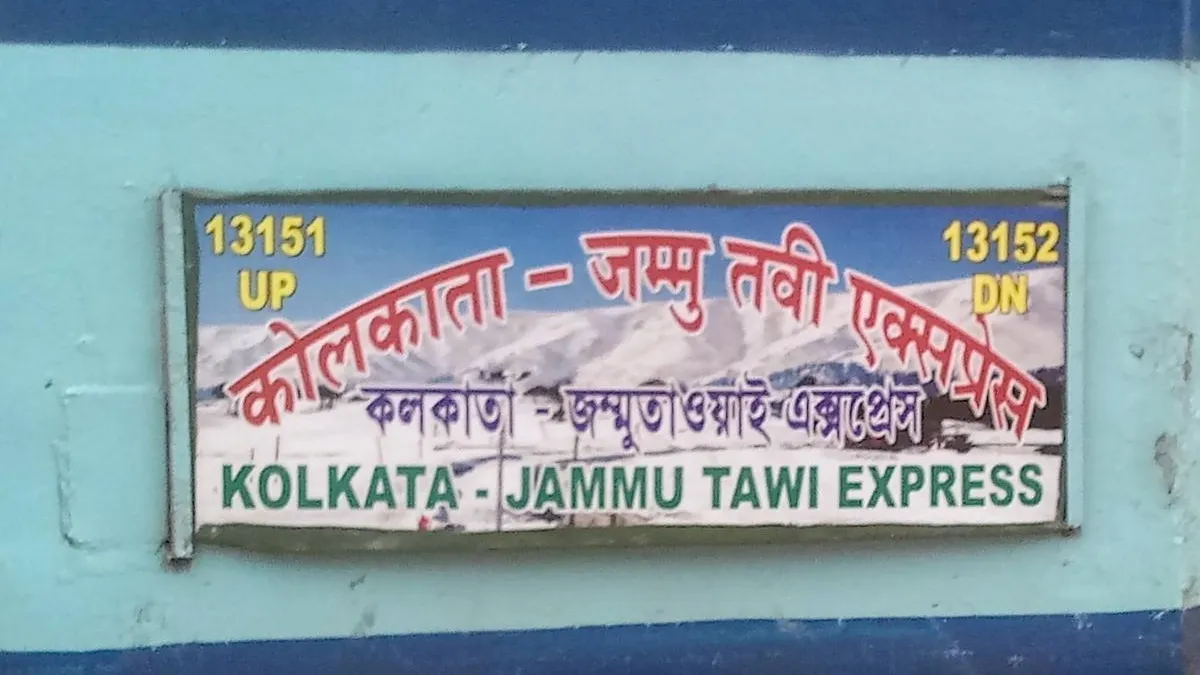 13151
UP
13152
DN
कोलकाता - जम्मु तवी एक्सप्रेस
কলকাতা - জম্মুতাওয়াই এক্সপ্রেস
KOLKATA - JAMMU TAWI EXPRESS